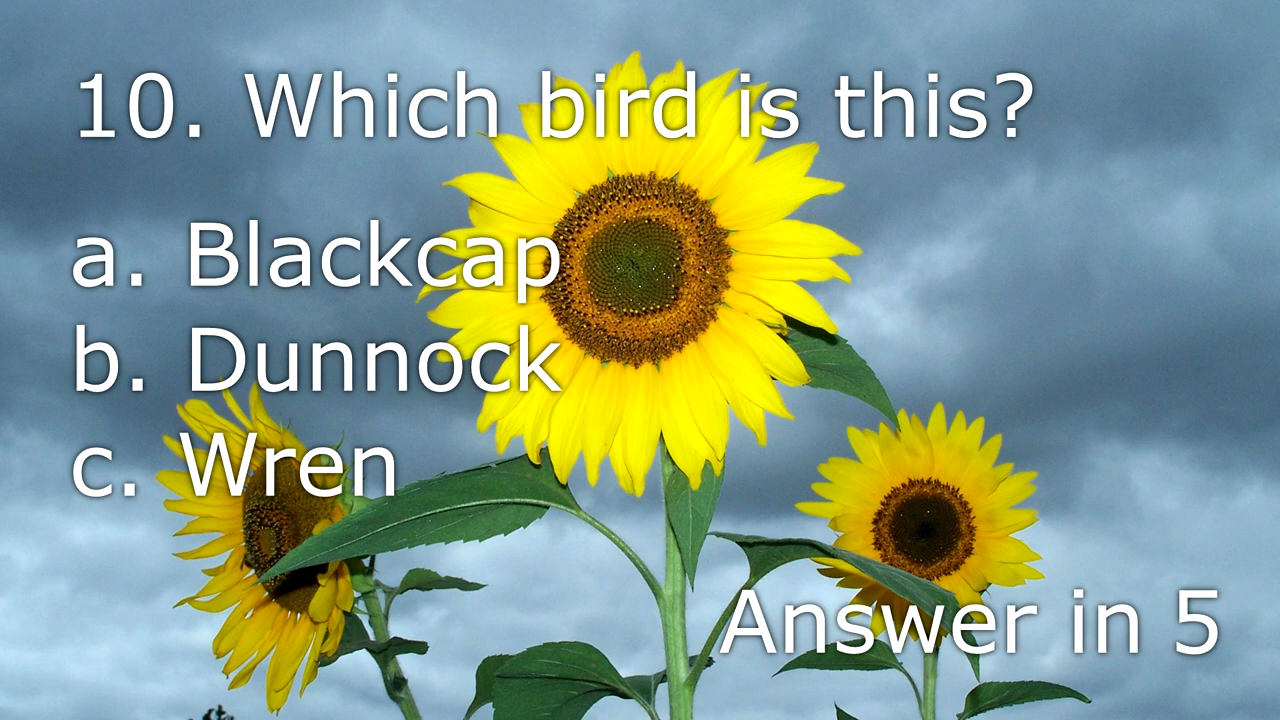 10. Which bird is this?
a. Blackcap
b. Dunnock
c. Wren
Answer in 5